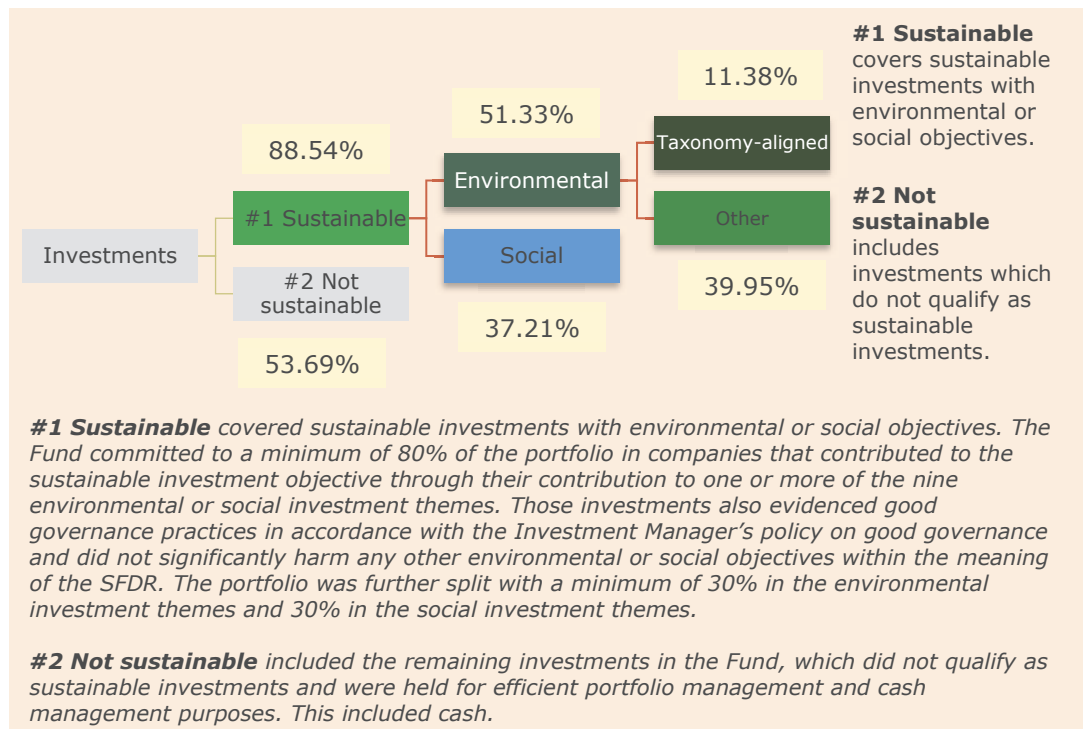 11.38%
51.33%
88.54%
Taxonomy-aligned
Environmental
#1 Sustainable
Other
Investments
Social
#2 Not
sustainable
39.95%
37.21%
53.69%
#1 Sustainable
covers sustainable
investments with
environmental or
social objectives.
#2 Not
sustainable
includes
investments which
do not qualify as
sustainable
investments.
#1 Sustainable covered sustainable investments with environmental or social objectives. The
Fund committed to a minimum of 80% of the portfolio in companies that contributed to the
sustainable investment objective through their contribution to one or more of the nine
environmental or social investment themes. Those investments also evidenced good
governance practices in accordance with the Investment Manager’s policy on good governance
and did not significantly harm any other environmental or social objectives within the meaning
of the SFDR. The portfolio was further split with a minimum of 30% in the environmental
investment themes and 30% in the social investment themes.
#2 Not sustainable included the remaining investments in the Fund, which did not qualify as
sustainable investments and were held for efficient portfolio management and cash
management purposes. This included cash.